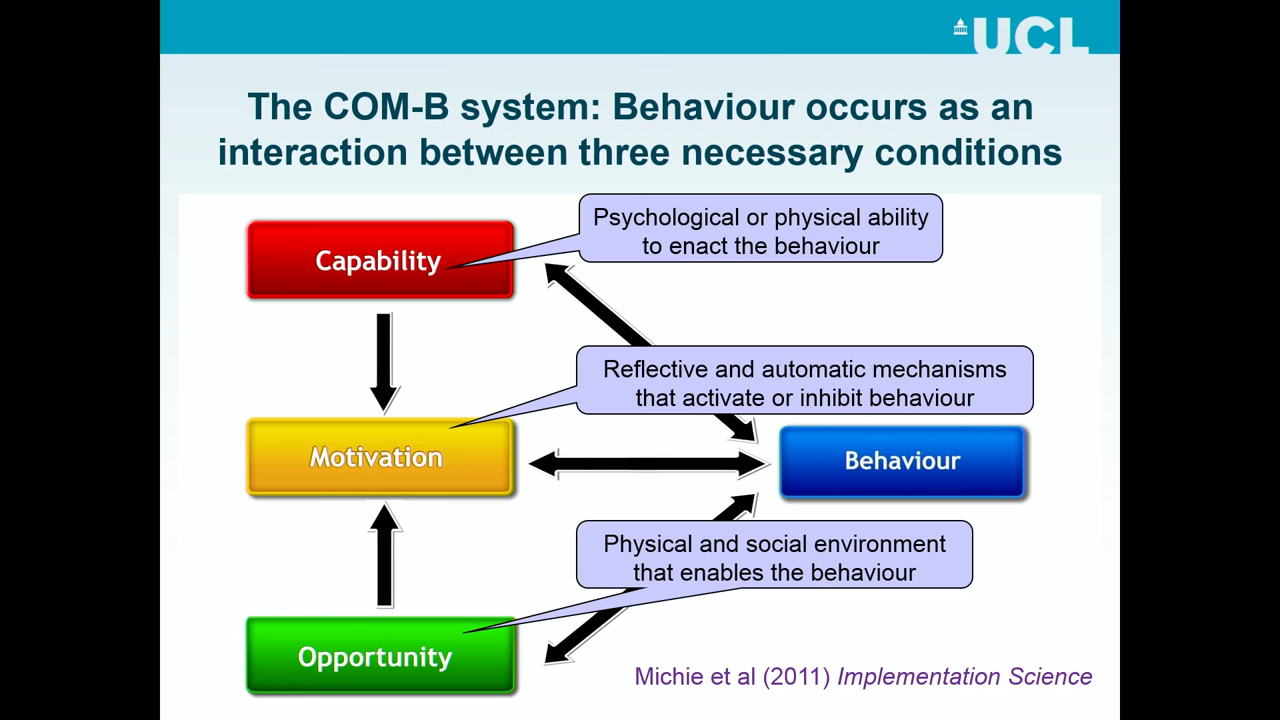 UCL
The COM-B system: Behaviour occurs as an
interaction between three necessary conditions
Psychological or physical ability
to enact the behaviour
Capability
Reflective and automatic mechanisms
that activate or inhibit behaviour
Motivation
Behaviour
Physical and social environment
that enables the behaviour
Opportunity
Michie et al (2011) Implementation Science